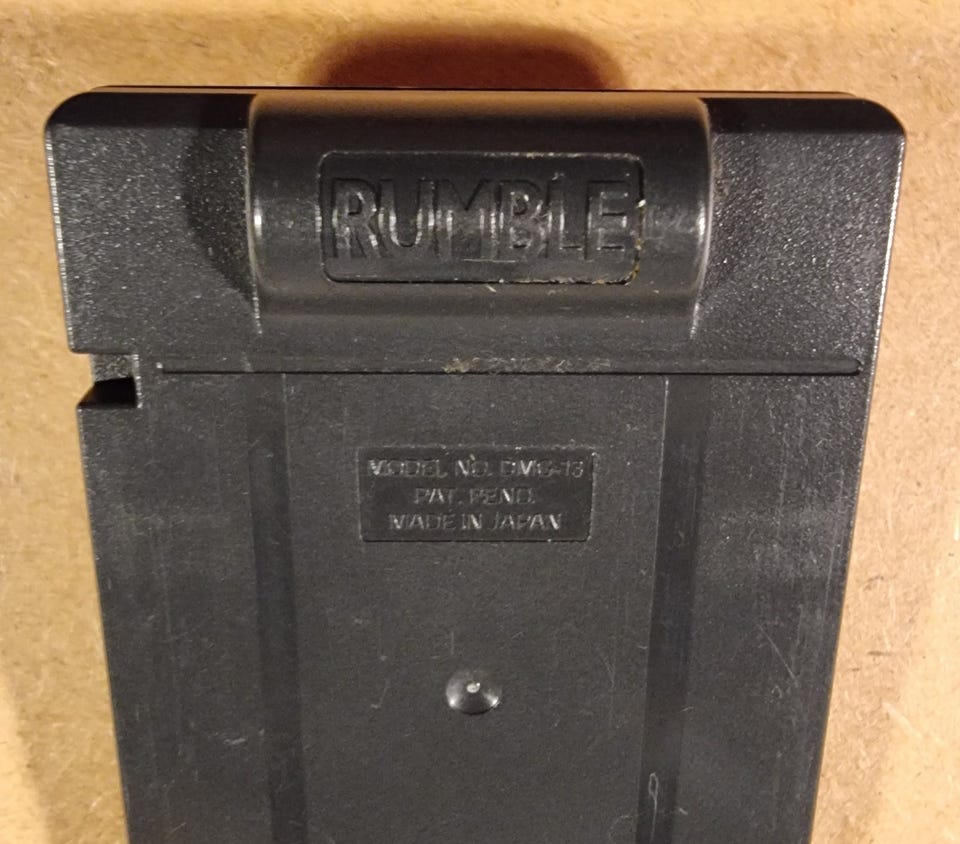 RUMBLE
MODEL NO. DMG-13
PAT. PEND.
MADE IN JAPAN